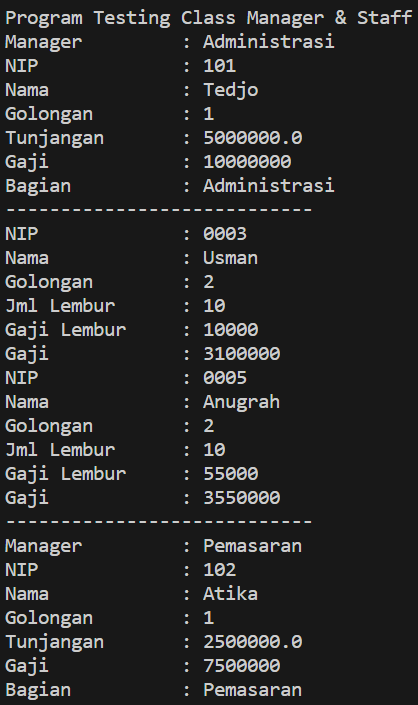 Program Testing Class Manager & Staff
Manager : Administrasi
NIP : 101
Nama : Tedjo
Golongan : 1
Tunjangan : 5000000.0
Gaji : 10000000
Bagian : Administrasi
----------------------------
NIP : 0003
Nama : Usman
Golongan : 2
Jml Lembur : 10
Gaji Lembur : 10000
Gaji : 3100000
NIP : 0005
Nama : Anugrah
Golongan : 2
Jml Lembur : 10
Gaji Lembur : 55000
Gaji : 3550000
----------------------------
Manager : Pemasaran
NIP : 102
Nama : Atika
Golongan : 1
Tunjangan : 2500000.0
Gaji : 7500000
Bagian : Pemasaran